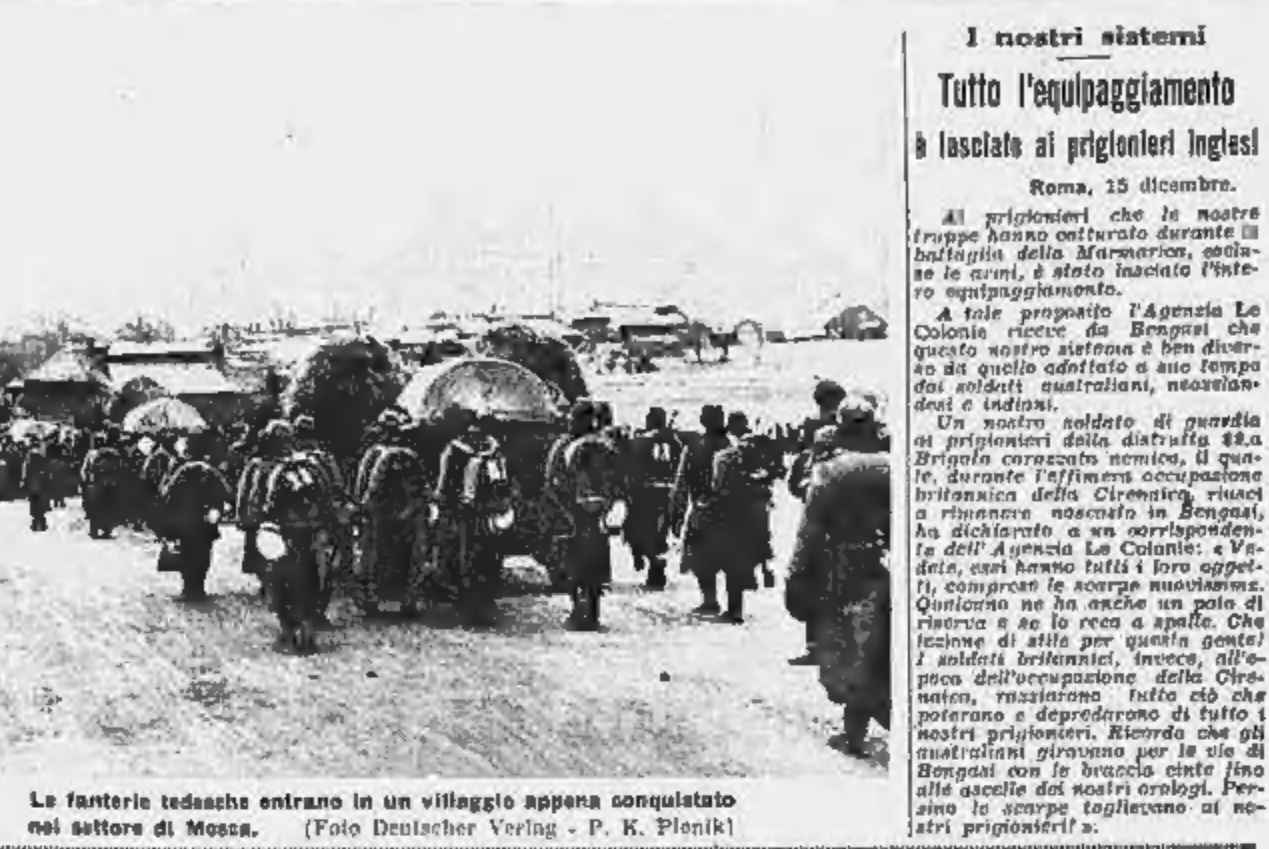 Le fanterie tedesche entrano in un villaggio appena conquistato
nel settore di Mosca. (Foto Deutscher Verlag - P. K. Plenik)
I nostri sistemi
Tutto l'equipaggiamento
è lasciato ai prigionieri inglesi
Roma, 15 dicembre.
Ai prigionieri che le nostre
truppe hanno catturato durante la
battaglia della Marmarica, esclu-
se le armi, è stato lasciato l'inte-
ro equipaggiamento.
A tale proposito l'Agenzia Le
Colonie riceve da Bengasi che
questo nostro sistema è ben diver-
so da quello adottato a suo tempo
dai soldati australiani, neozelan-
desi e indiani.
Un nostro soldato di guardia
ai prigionieri della distrutta
Brigata corazzata nemica, il qua-
le, durante l'effimera occupazione
britannica della Cirenaica, riuscì
a rimanere nascosto in Bengasi,
ha dichiarato a un corrisponden-
te dell'Agenzia Le Colonie: « Ve-
dete, essi hanno tutti i loro ogget-
ti, comprese le scarpe nuovissime.
Qualcuno ne ha anche un paio di
riserva e se lo reca a spalla. Che
lezione di stile per questa gente!
I soldati britannici, invece, all'e-
poca dell'occupazione della Cire-
naica, razziarono tutto ciò che
poterono e depredarono di tutto i
nostri prigionieri. Ricordo che gli
australiani giravano per le vie di
Bengasi con le braccia cinte fino
alle ascelle dei nostri orologi. Per-
sino le scarpe toglievano ai no-
stri prigionieri! ».